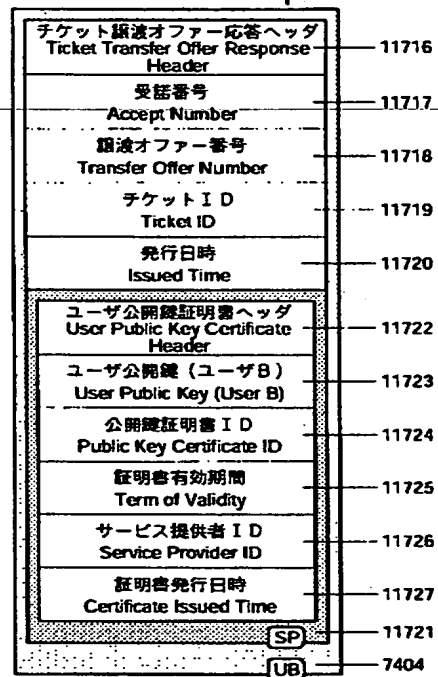 チケット譲渡オファー応答ヘッダ
Ticket Transfer Offer Response
Header
11716
受諾番号
Accept Number
11717
譲渡オファー番号
Transfer Offer Number
11718
チケットＩＤ
Ticket ID
11719
発行日時
Issued Time
11720
ユーザ公開鍵証明書ヘッダ
User Public Key Certificate
Header
11722
ユーザ公開鍵（ユーザＢ）
User Public Key (User B)
11723
公開鍵証明書ＩＤ
Public Key Certificate ID
11724
証明書有効期間
Term of Validity
11725
サービス提供者ＩＤ
Service Provider ID
11726
証明書発行日時
Certificate Issued Time
11727
SP
11721
UB
7404